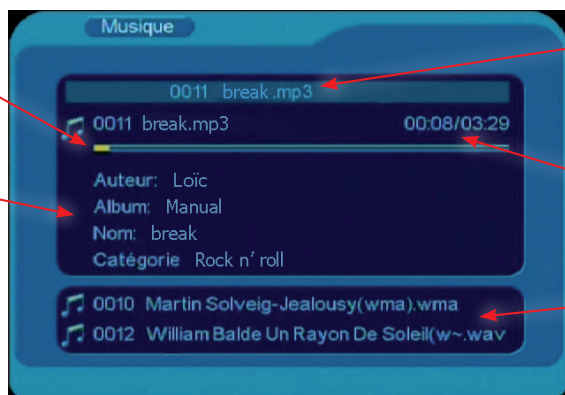 Musique
0011 break.mp3
0011 break.mp3 00:08/03:29
Auteur: Loïc
Album: Manual
Nom: break
Catégorie Rock n' roll
0010 Martin Solveig-Jealousy(wma).wma
0012 William Balde Un Rayon De Soleil(w~.wav